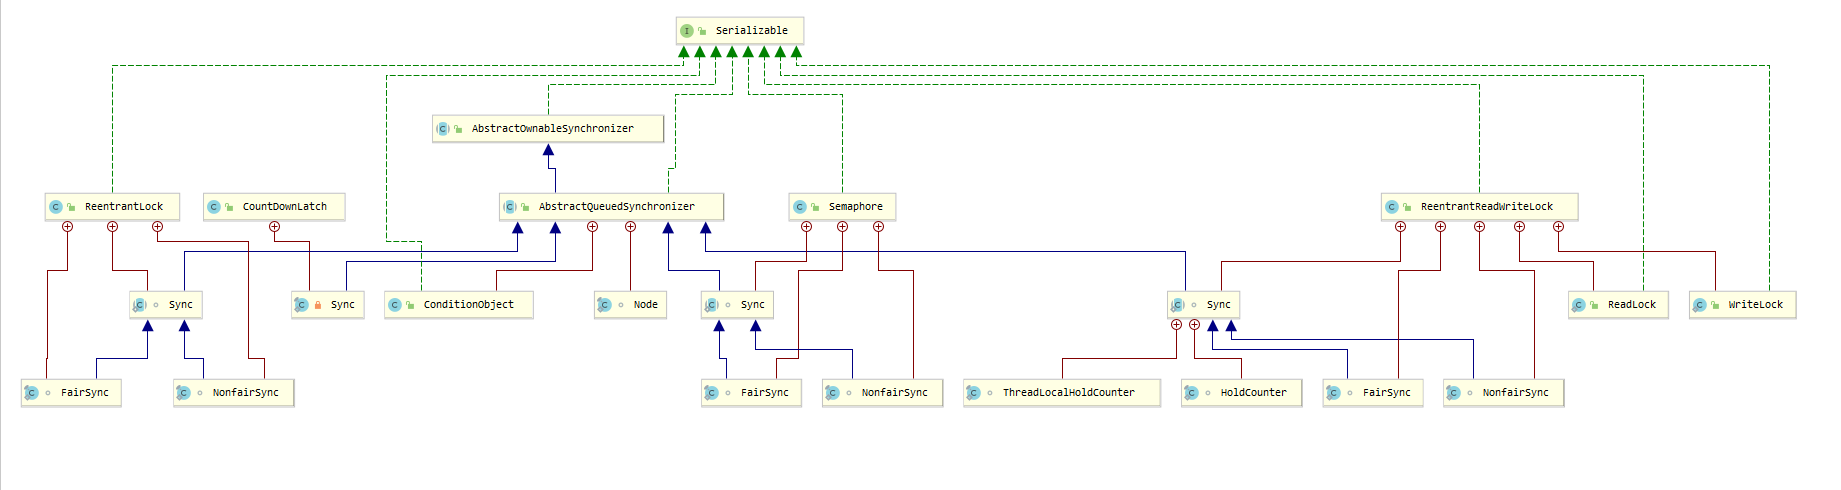 Serializable
AbstractOwnableSynchronizer
ReentrantLock
CountDownLatch
AbstractQueuedSynchronizer
Semaphore
ReentrantReadWriteLock
Sync
Sync
ConditionObject
Node
Sync
Sync
ReadLock
WriteLock
FairSync
NonfairSync
FairSync
NonfairSync
ThreadLocalHoldCounter
HoldCounter
FairSync
NonfairSync